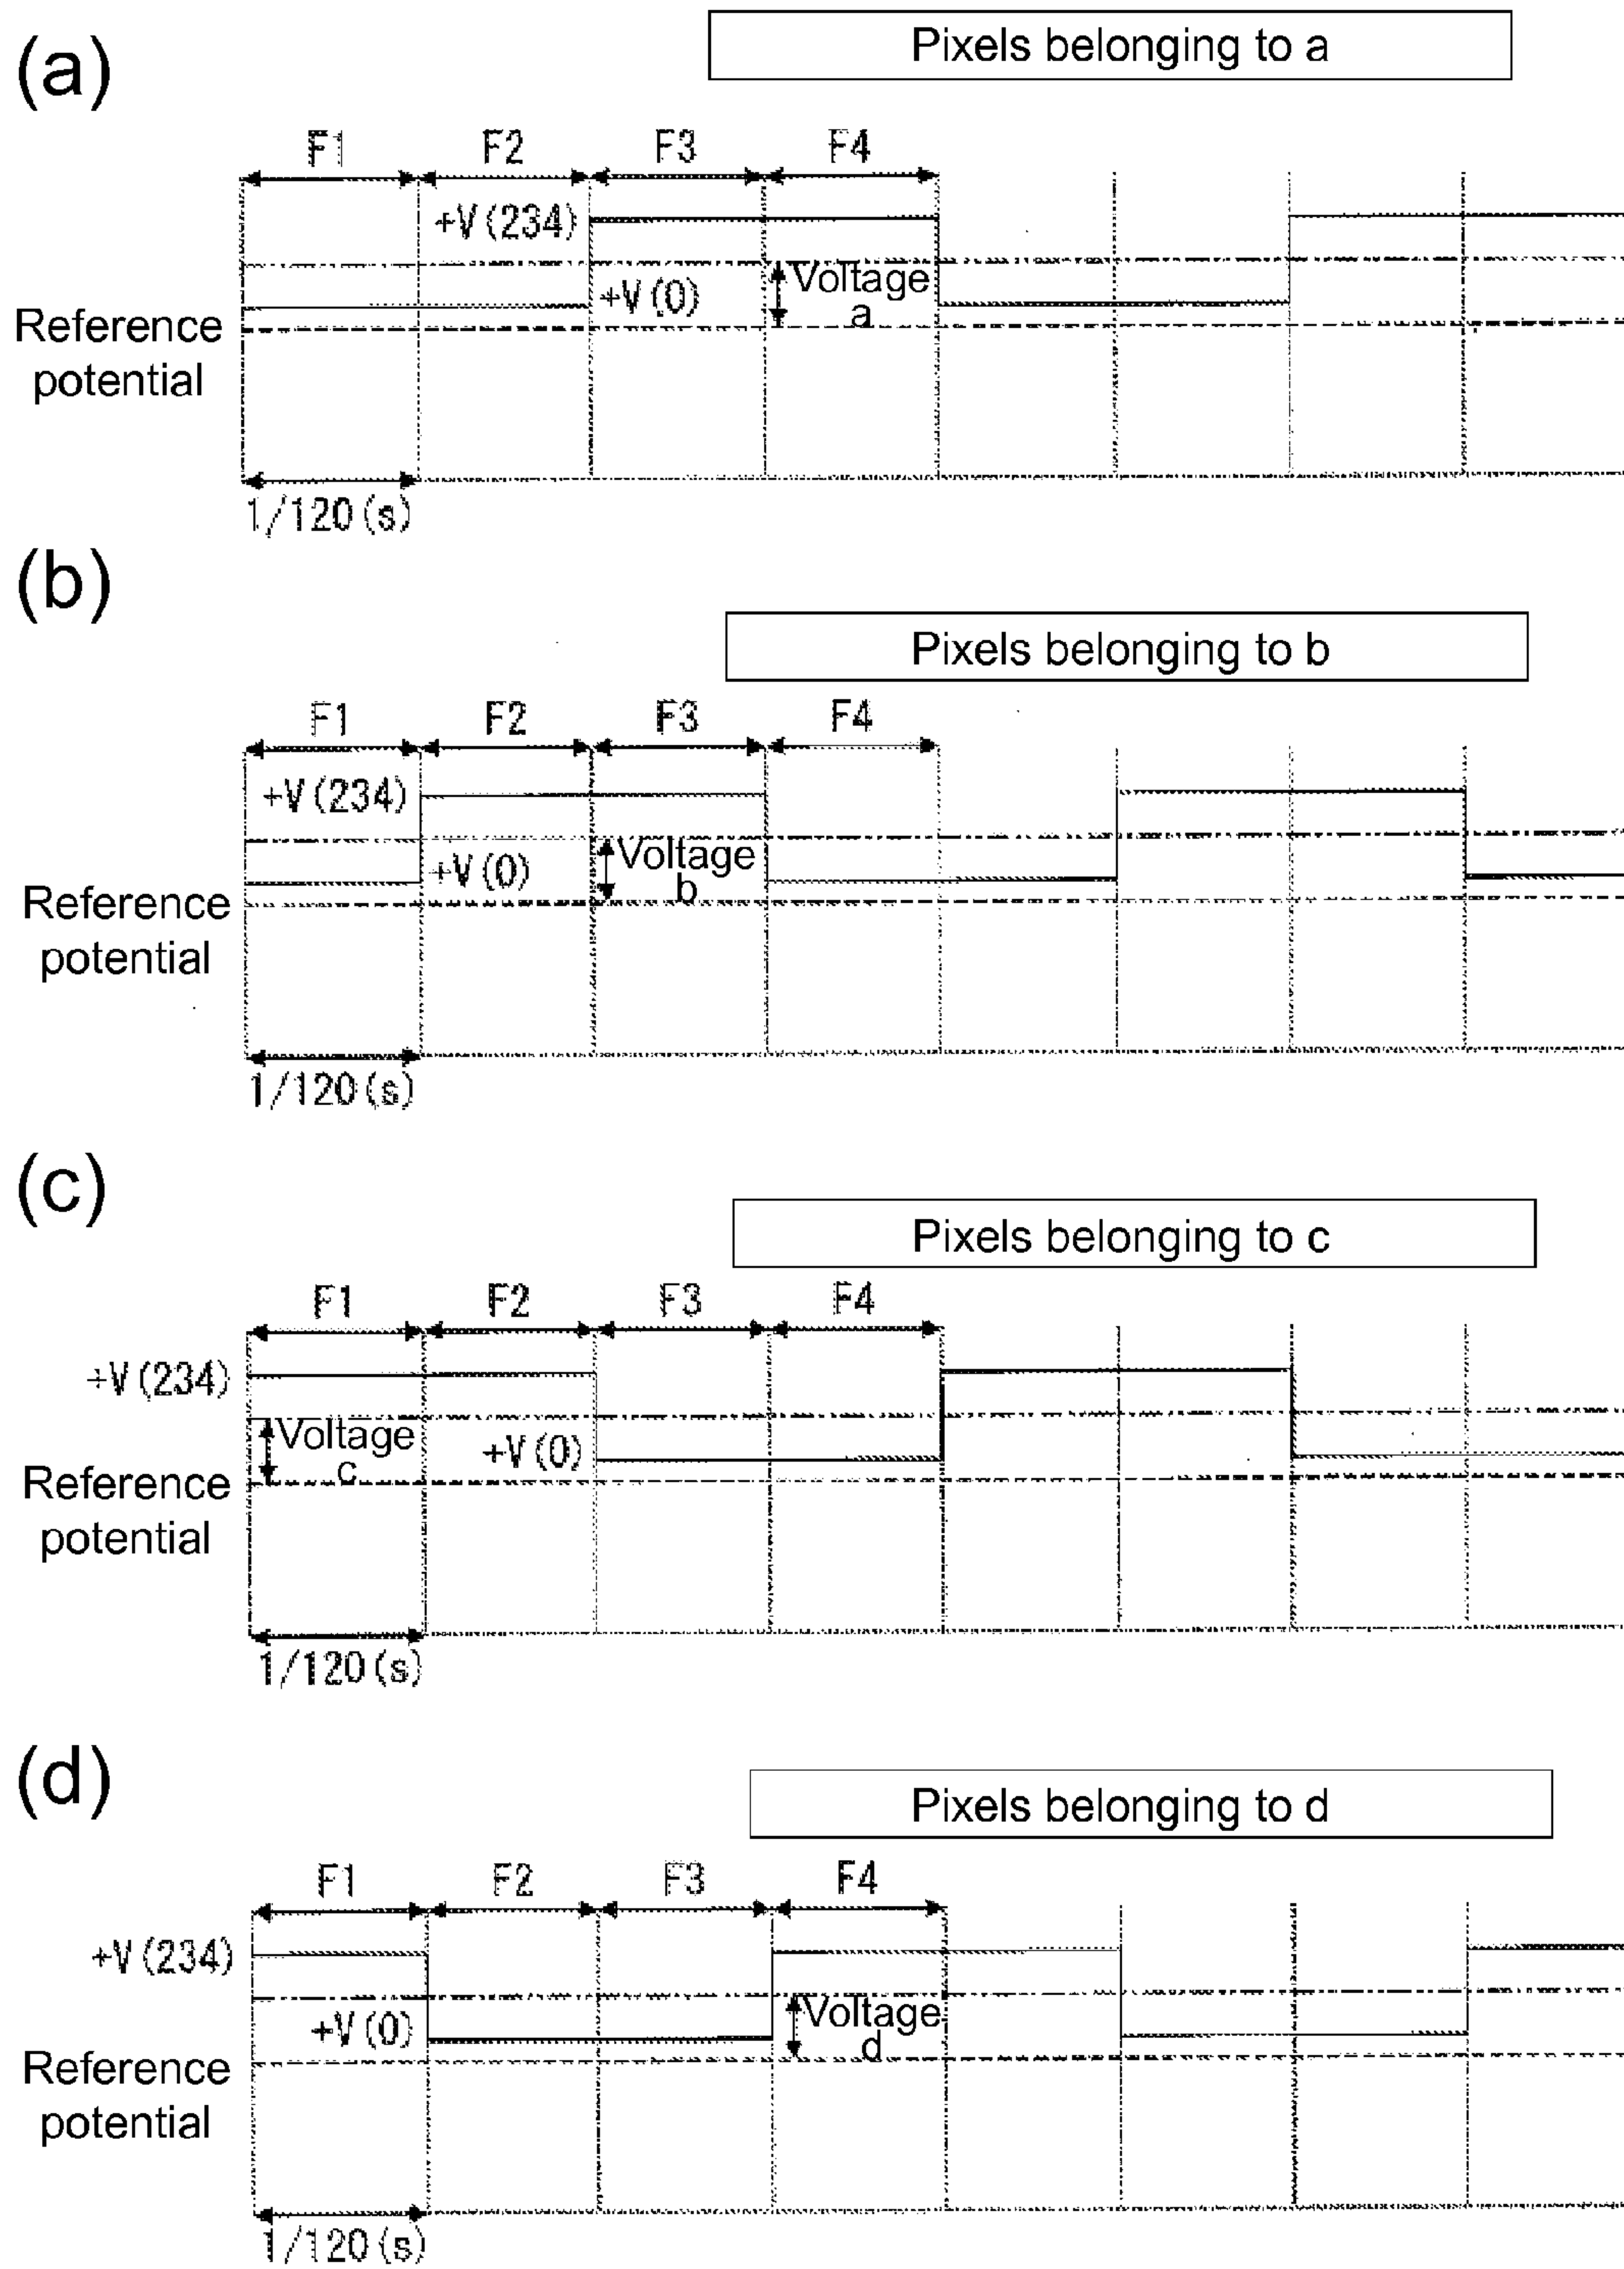 (a)
Pixels belonging to a
F1 F2 F3 F4
+V(234)
+V(0)
Voltage
a
Reference
potential
1/120(s)
(b)
Pixels belonging to b
F1 F2 F3 F4
+V(234)
+V(0)
Voltage
b
Reference
potential
1/120(s)
(c)
Pixels belonging to c
F1 F2 F3 F4
+V(234)
Voltage
c
+V(0)
Reference
potential
1/120(s)
(d)
Pixels belonging to d
F1 F2 F3 F4
+V(234)
+V(0)
Voltage
d
Reference
potential
1/120(s)